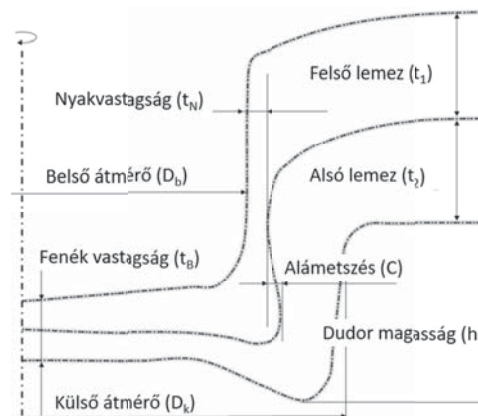 Felső lemez (t₁)
Nyakvastagság (tN)
Belső átmérő (Db)
Alsó lemez (t₂)
Fenék vastagság (tB)
Alámetszés (C)
Dudor magasság (h
Külső átmérő (Dk)